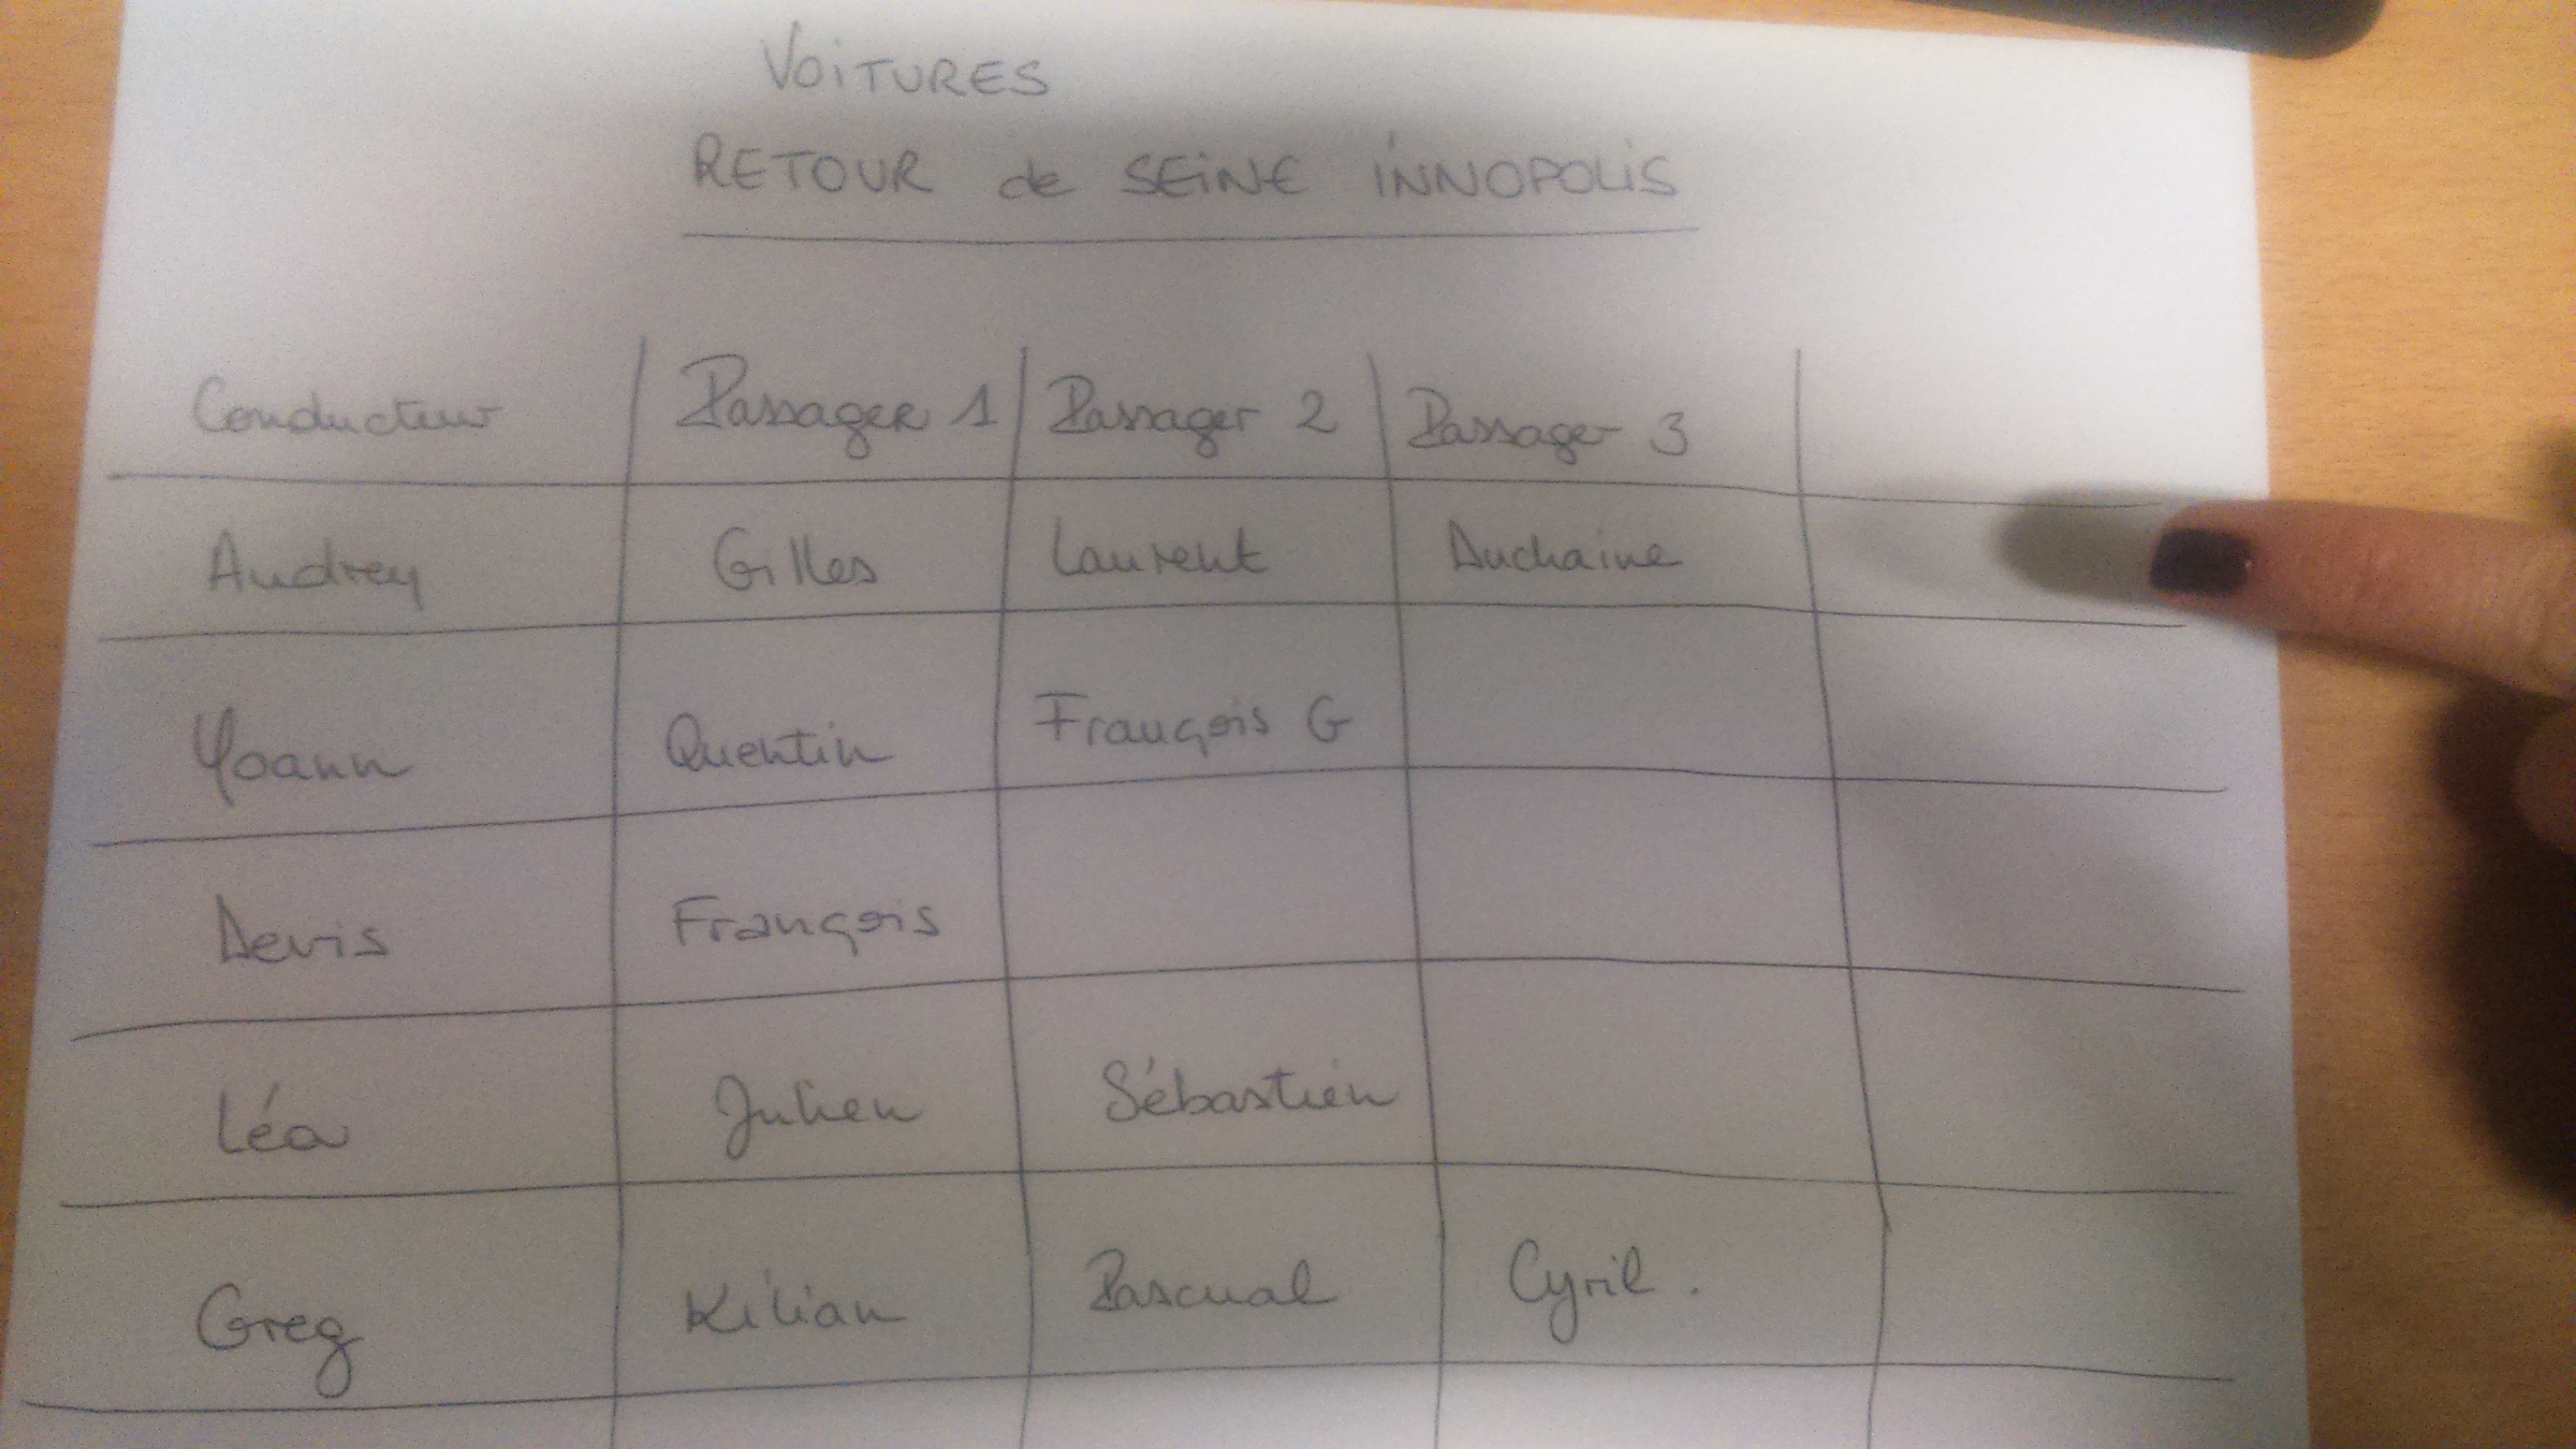 VOITURES
RETOUR de SEINE INNOPOLIS
Conducteur Passager 1 Passager 2 Passager 3
Audrey Gilles Laurent Duchaine
Yoann Quentin François G
Devis François
Léa Julien Sébastien
Greg Kilian Pascual Cyril.